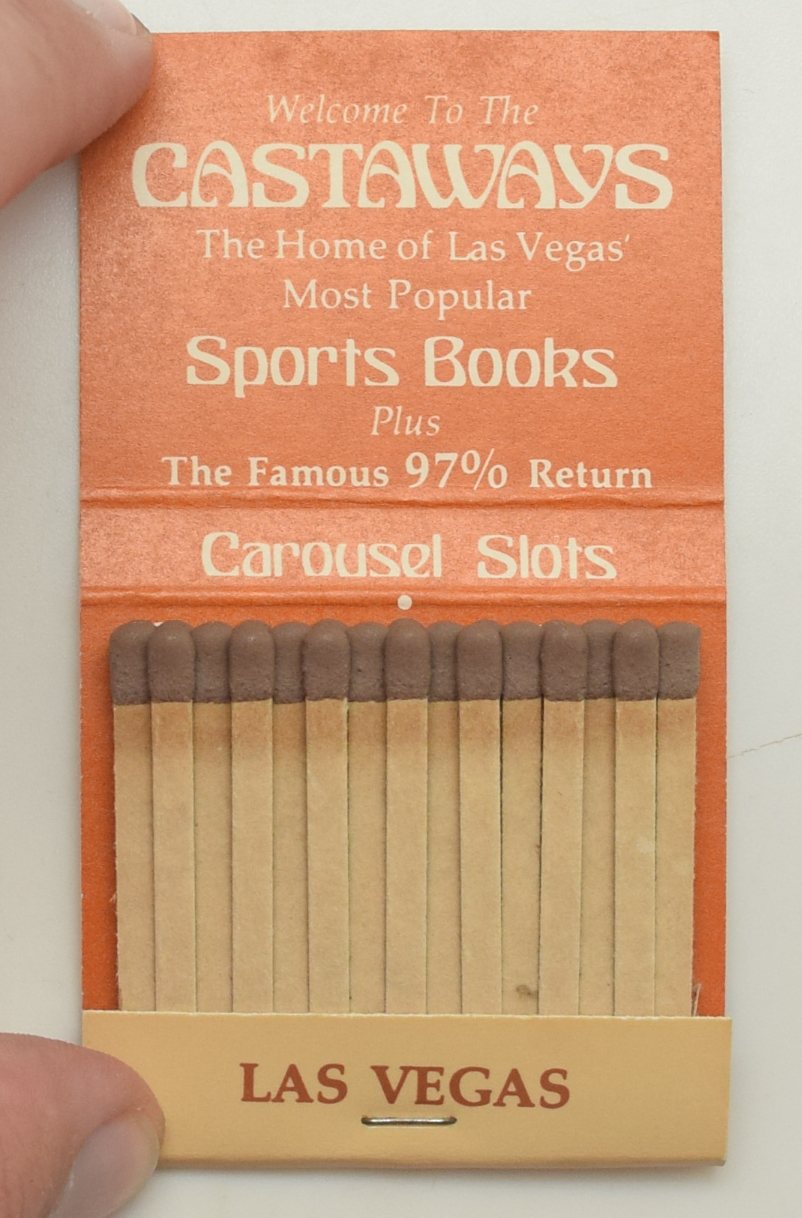 Welcome To The
CASTAWAYS
The Home of Las Vegas'
Most Popular
Sports Books
Plus
The Famous 97% Return
Carousel Slots
LAS VEGAS